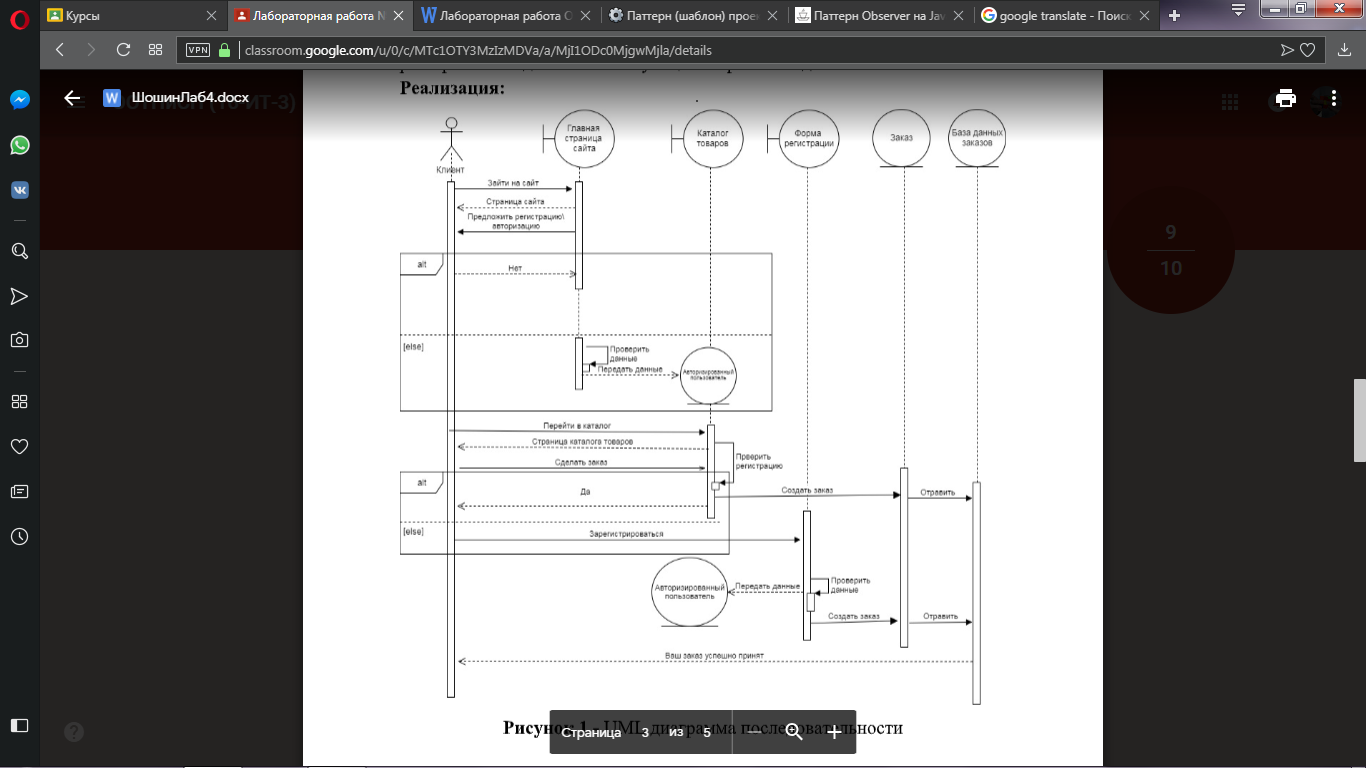 Курсы
Лабораторная работа N
Лабораторная работа О
Паттерн (шаблон) проек
Паттерн Observer на Jav
google translate - Поиск
VPN
classroom.google.com/u/0/c/MTc1OTY3MzIzMDVa/a/MjI1ODc0MjgwMjla/details
ШошинЛаб4.docx
9
10
Реализация:
Клиент
Главная
страница
сайта
Каталог
товаров
Форма
регистрации
Заказ
База данных
заказов
Зайти на сайт
Страница сайта
Предложить регистрацию\
авторизацию
alt
Нет
[else]
Проверить
данные
Передать данные
Авторизированный
пользователь
Перейти в каталог
Страница каталога товаров
Прверить
регистрацию
Сделать заказ
alt
Да
Создать заказ
Отравить
[else]
Зарегистрироваться
Авторизированный
пользователь
Передать данные
Проверить
данные
Создать заказ
Отравить
Ваш заказ успешно принят
Рисунок 1 - UML диаграмма последовательности
Страница 3 из 5